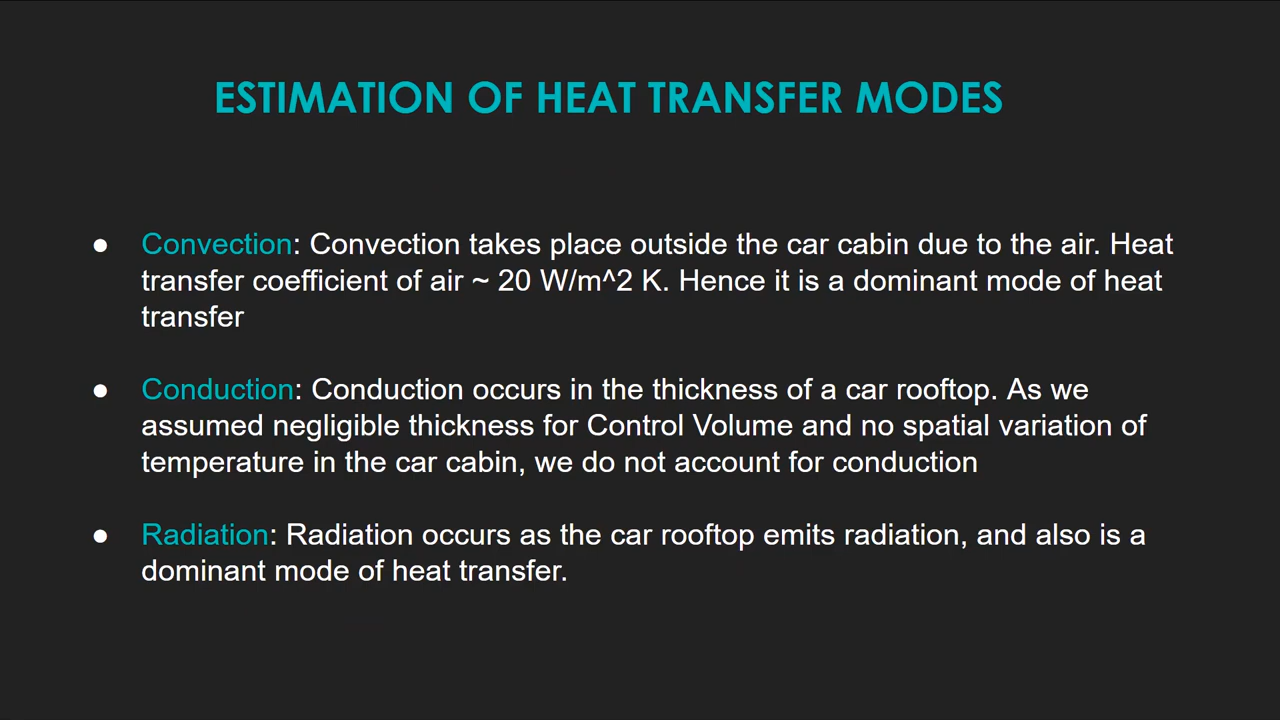 ESTIMATION OF HEAT TRANSFER MODES
● Convection: Convection takes place outside the car cabin due to the air. Heat
transfer coefficient of air ~ 20 W/m^2 K. Hence it is a dominant mode of heat
transfer
● Conduction: Conduction occurs in the thickness of a car rooftop. As we
assumed negligible thickness for Control Volume and no spatial variation of
temperature in the car cabin, we do not account for conduction
● Radiation: Radiation occurs as the car rooftop emits radiation, and also is a
dominant mode of heat transfer.